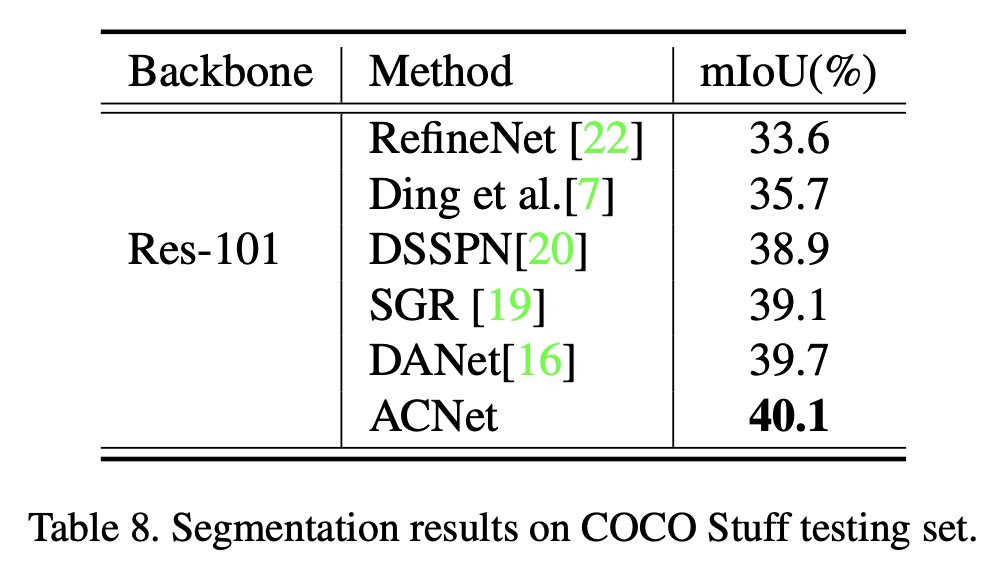 Backbone Method mIoU(%)
RefineNet [22] 33.6
Ding et al.[7] 35.7
Res-101 DSSPN[20] 38.9
SGR [19] 39.1
DANet[16] 39.7
ACNet 40.1
Table 8. Segmentation results on COCO Stuff testing set.